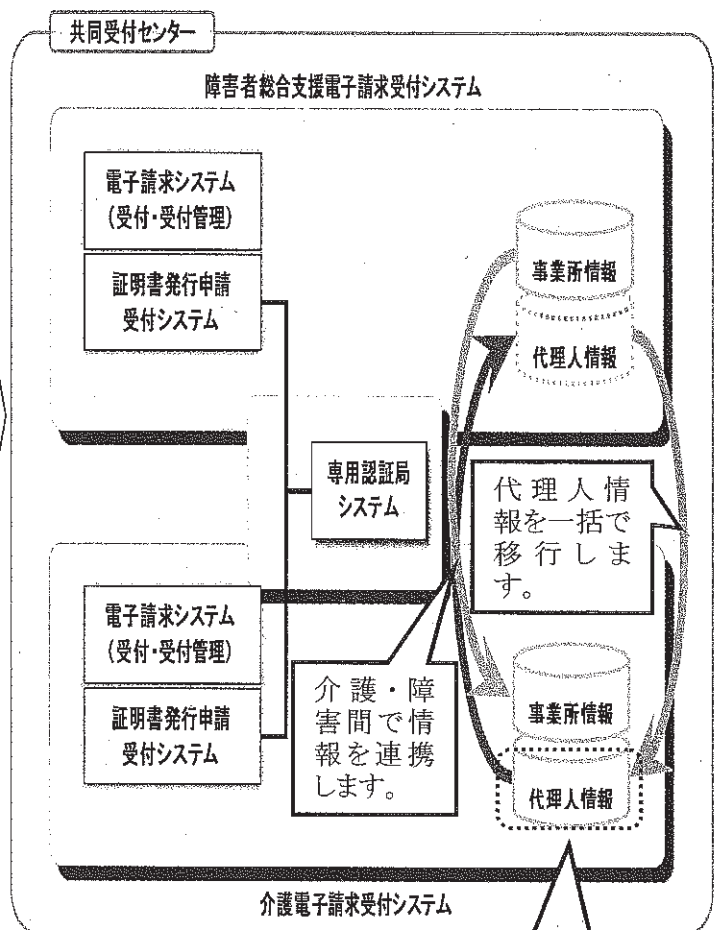 共同受付センター
障害者総合支援電子請求受付システム
電子請求システム
(受付・受付管理)
証明書発行申請
受付システム
事業所情報
代理人情報
専用認証局
システム
代理人情
報を一括で
移行しま
す。
電子請求システム
(受付・受付管理)
証明書発行申請
受付システム
介護・障
害間で情
報を連携
します。
事業所情報
代理人情報
介護電子請求受付システム